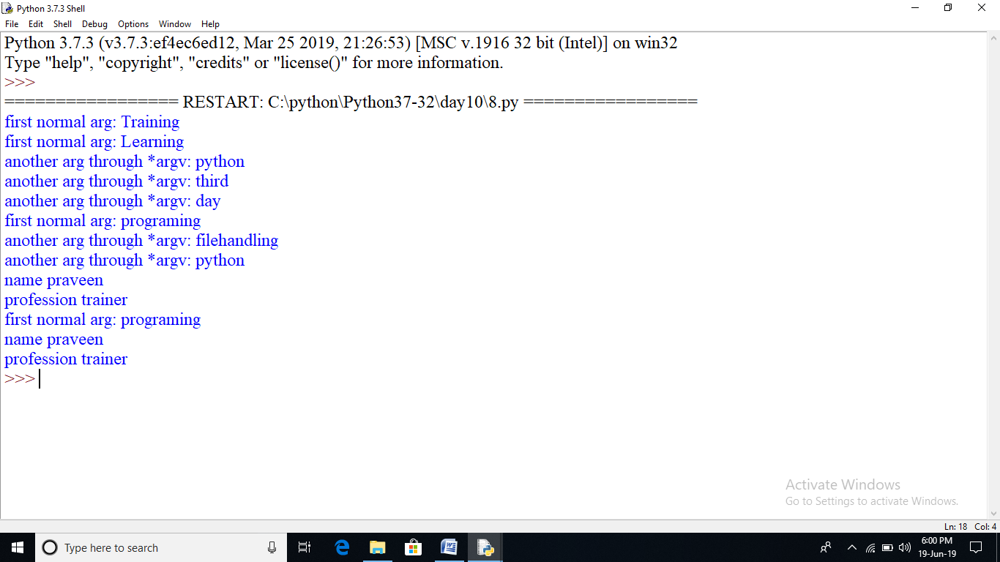 Python 3.7.3 Shell
File Edit Shell Debug Options Window Help
Python 3.7.3 (v3.7.3:ef4ec6ed12, Mar 25 2019, 21:26:53) [MSC v.1916 32 bit (Intel)] on win32
Type "help", "copyright", "credits" or "license()" for more information.
>>>
================= RESTART: C:\python\Python37-32\day10\8.py =================
first normal arg: Training
first normal arg: Learning
another arg through *argv: python
another arg through *argv: third
another arg through *argv: day
first normal arg: programing
another arg through *argv: filehandling
another arg through *argv: python
name praveen
profession trainer
first normal arg: programing
name praveen
profession trainer
>>>
Activate Windows
Go to Settings to activate Windows.
Ln: 18 Col: 4
Type here to search
6:00 PM
19-Jun-19